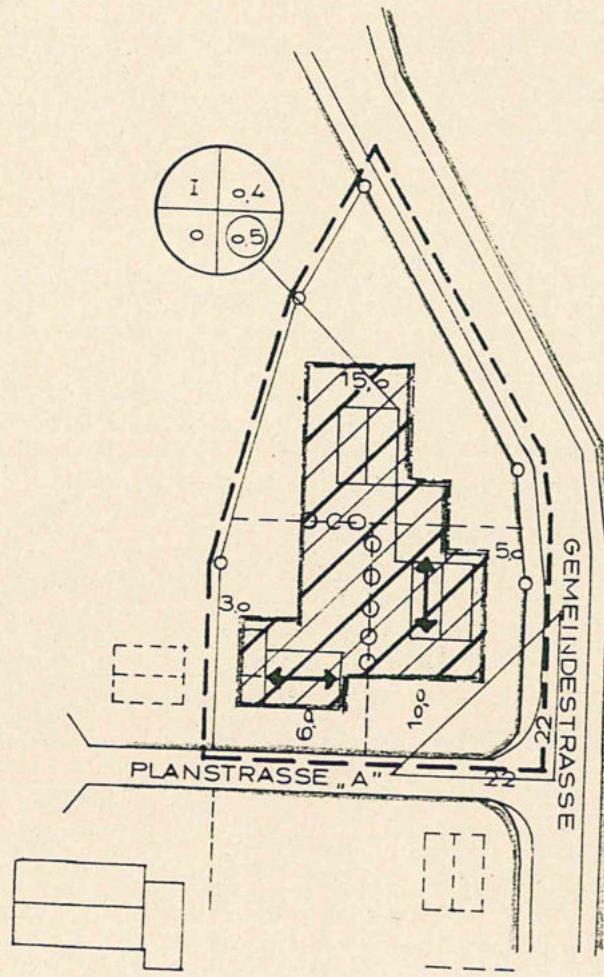 I 0,4
0 0,5
15,0
5,0
3,0
6,0
10,0
22
22
PLANSTRASSE „A"
GEMEINDESTRASSE